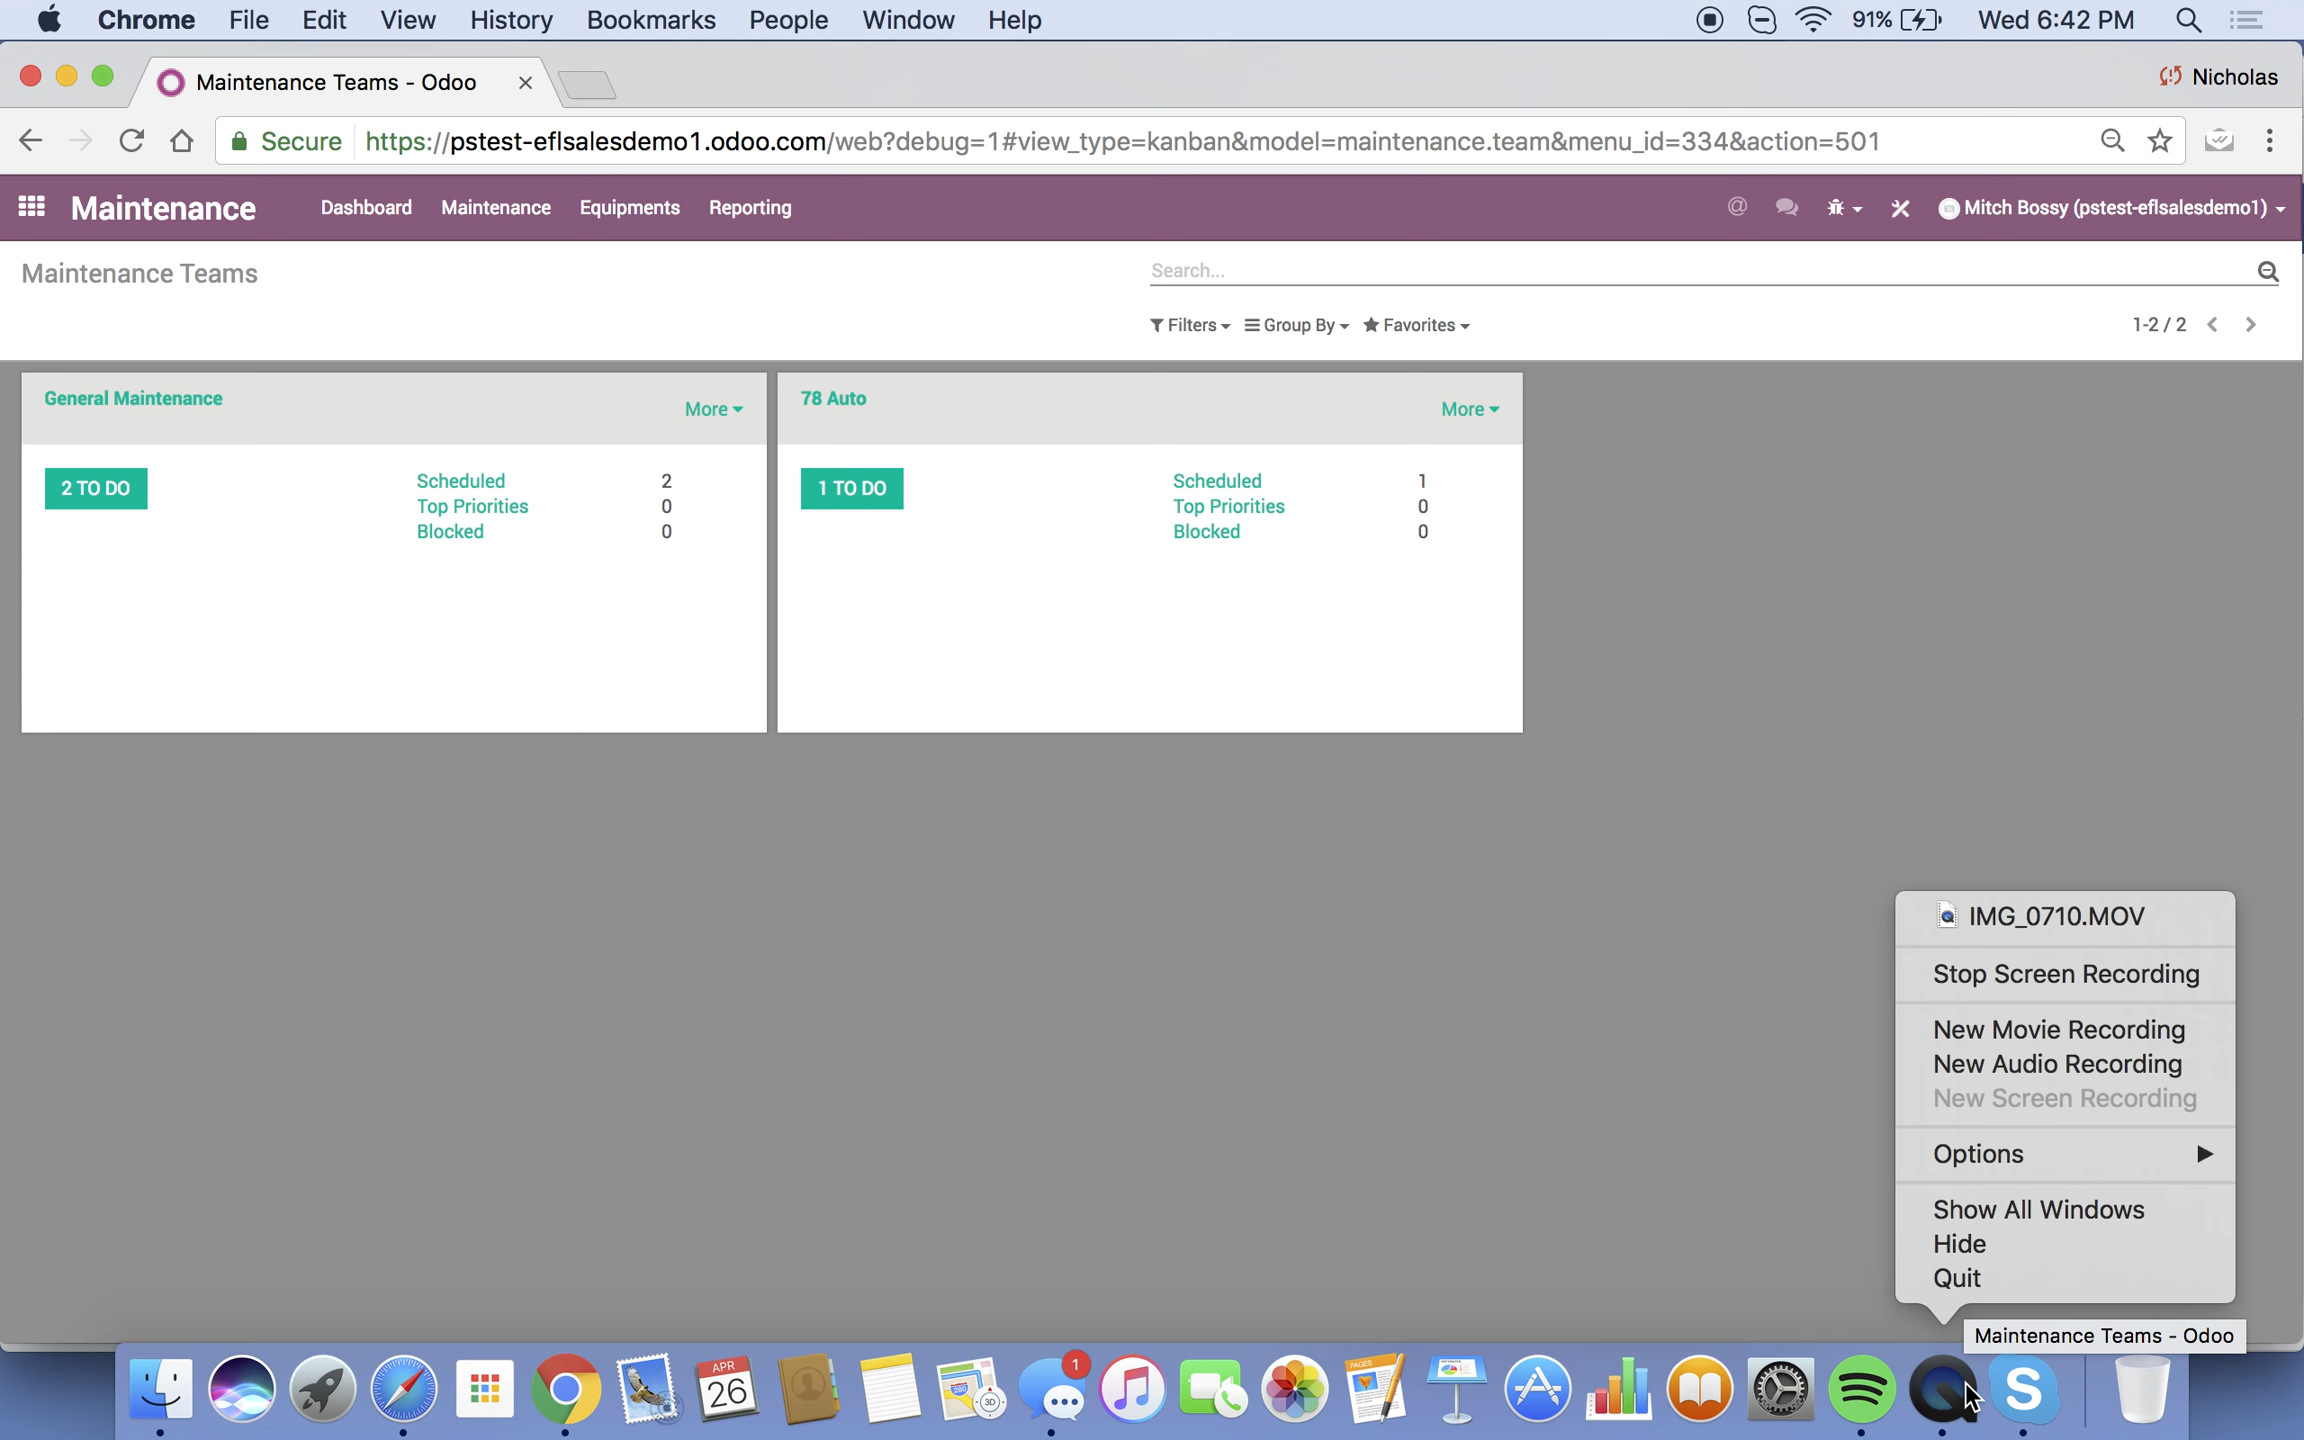 Chrome File Edit View History Bookmarks People Window Help 91% Wed 6:42 PM
Maintenance Teams - Odoo Nicholas
Secure https://pstest-eflsalesdemo1.odoo.com/web?debug=1#view_type=kanban&model=maintenance.team&menu_id=334&action=501
Maintenance Dashboard Maintenance Equipments Reporting @ Mitch Bossy (pstest-eflsalesdemo1)
Maintenance Teams Search...
Filters Group By Favorites 1-2 / 2
General Maintenance More
78 Auto More
2 TO DO
Scheduled 2
Top Priorities 0
Blocked 0
1 TO DO
Scheduled 1
Top Priorities 0
Blocked 0
IMG_0710.MOV
Stop Screen Recording
New Movie Recording
New Audio Recording
New Screen Recording
Options
Show All Windows
Hide
Quit
Maintenance Teams - Odoo
APR
26
280
3D
1
PAGES